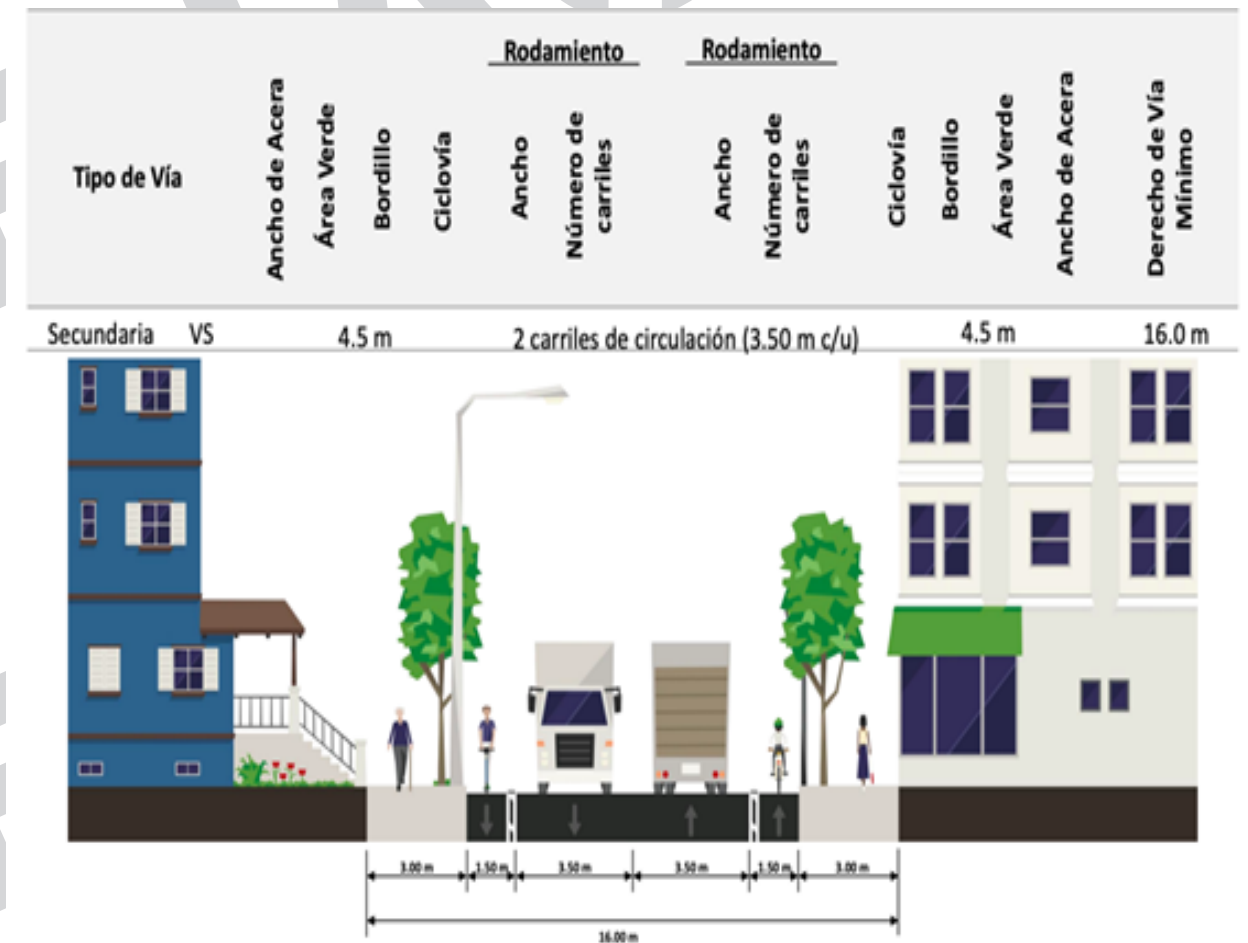 Rodamiento
Rodamiento
Tipo de Vía
Ancho de Acera
Área Verde
Bordillo
Ciclovía
Ancho
Número de
carriles
Ancho
Número de
carriles
Ciclovía
Bordillo
Área Verde
Ancho de Acera
Derecho de Vía
Mínimo
Secundaria VS 4.5 m 2 carriles de circulación (3.50 m c/u) 4.5 m 16.0 m
3.00 m 1.50 m 3.50 m 3.50 m 1.50 m 3.00 m
16.00 m